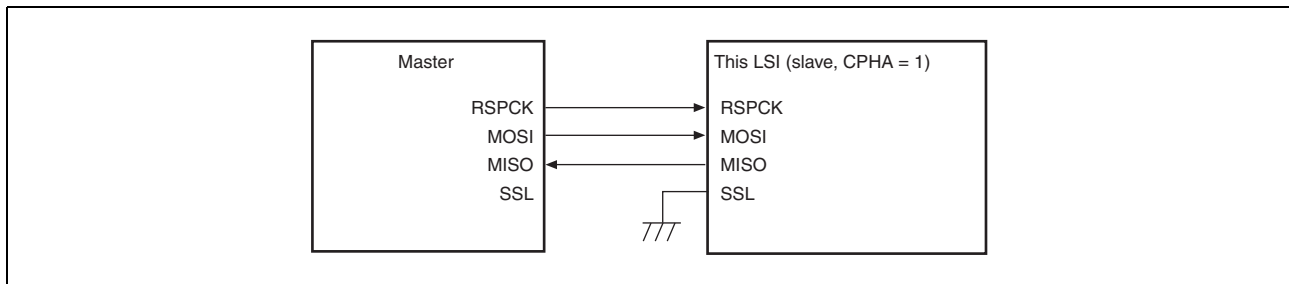 Master
RSPCK
MOSI
MISO
SSL
This LSI (slave, CPHA = 1)
RSPCK
MOSI
MISO
SSL